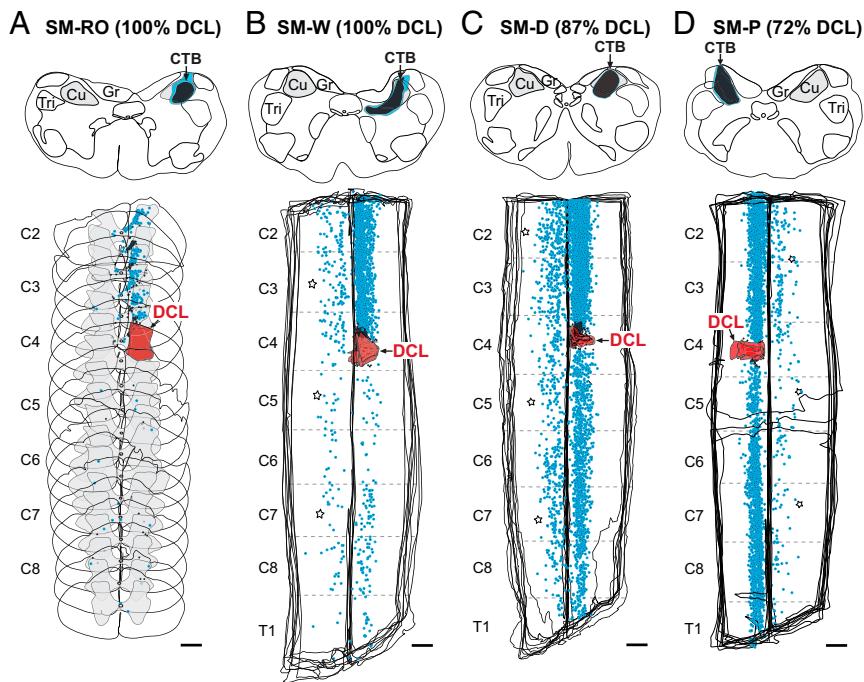 A SM-RO (100% DCL)
CTB
Cu
Gr
Tri
C2
C3
DCL
C4
C5
C6
C7
C8
T1
B SM-W (100% DCL)
CTB
Cu
Gr
Tri
C2
C3
C4
DCL
C5
C6
C7
C8
T1
C SM-D (87% DCL)
CTB
Cu
Gr
Tri
C2
C3
C4
DCL
C5
C6
C7
C8
T1
D SM-P (72% DCL)
CTB
Gr
Cu
Tri
C2
C3
DCL
C4
C5
C6
C7
C8
T1